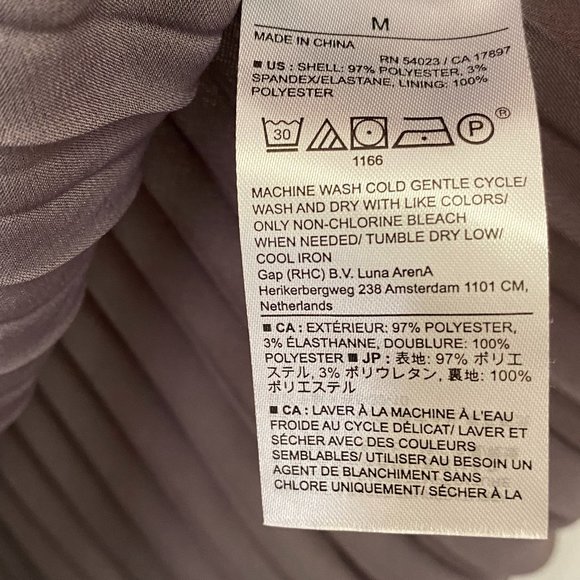 M
MADE IN CHINA
RN 54023 / CA 17897
■ US : SHELL: 97% POLYESTER, 3%
SPANDEX/ELASTANE, LINING: 100%
POLYESTER
30 P ®
1166
MACHINE WASH COLD GENTLE CYCLE/
WASH AND DRY WITH LIKE COLORS/
ONLY NON-CHLORINE BLEACH
WHEN NEEDED/ TUMBLE DRY LOW/
COOL IRON
Gap (RHC) B.V. Luna ArenA
Herikerbergweg 238 Amsterdam 1101 CM,
Netherlands
■ CA : EXTÉRIEUR: 97% POLYESTER,
3% ÉLASTHANNE, DOUBLURE: 100%
POLYESTER ■ JP : 表地: 97% ポリエ
ステル, 3% ポリウレタン, 裏地: 100%
ポリエステル
■ CA : LAVER À LA MACHINE À L'EAU
FROIDE AU CYCLE DÉLICAT/ LAVER ET
SÉCHER AVEC DES COULEURS
SEMBLABLES/ UTILISER AU BESOIN UN
AGENT DE BLANCHIMENT SANS
CHLORE UNIQUEMENT/ SÉCHER À LA